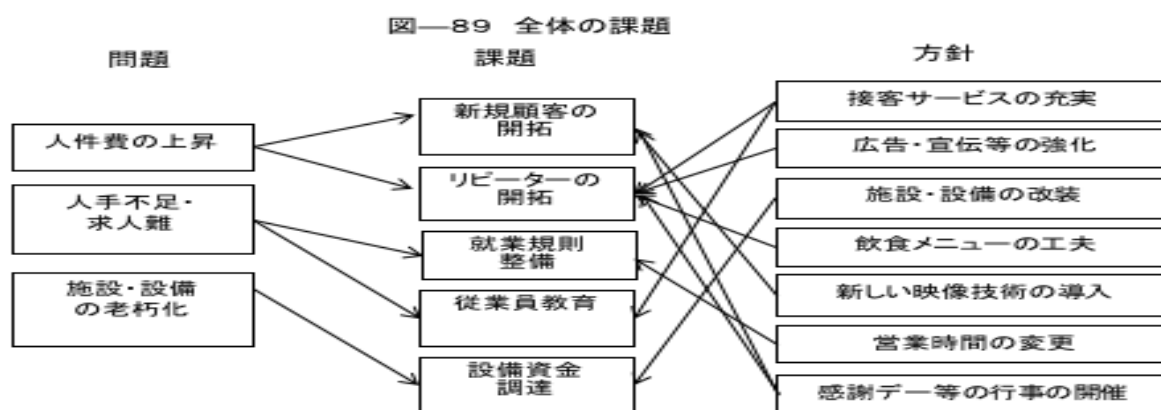 図―89 全体の課題
問題
課題
方針
人件費の上昇
人手不足・
求人難
施設・設備
の老朽化
新規顧客の
開拓
リピーターの
開拓
就業規則
整備
従業員教育
設備資金
調達
接客サービスの充実
広告・宣伝等の強化
施設・設備の改装
飲食メニューの工夫
新しい映像技術の導入
営業時間の変更
感謝デー等の行事の開催